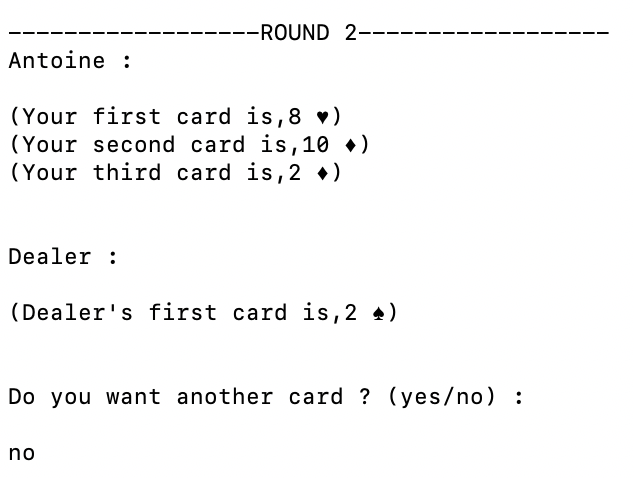 ------------------ROUND 2------------------
Antoine :
(Your first card is,8 ♥)
(Your second card is,10 ♦)
(Your third card is,2 ♦)
Dealer :
(Dealer's first card is,2 ♠)
Do you want another card ? (yes/no) :
no